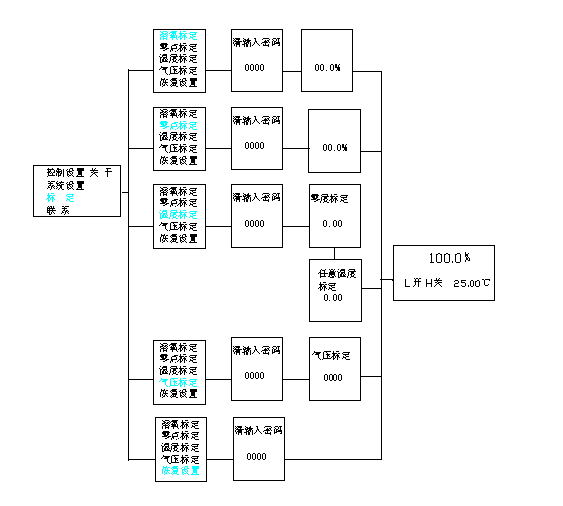 溶氧标定
零点标定
温度标定
气压标定
恢复设置
请输入密码
0000
00.0%
溶氧标定
零点标定
温度标定
气压标定
恢复设置
请输入密码
0000
00.0%
控制设置 关 于
系统设置
标 定
联 系
溶氧标定
零点标定
温度标定
气压标定
恢复设置
请输入密码
0000
零度标定
0.00
任意温度
标定
0.00
100.0%
L 开 H 关 25.00℃
溶氧标定
零点标定
温度标定
气压标定
恢复设置
请输入密码
0000
气压标定
0000
溶氧标定
零点标定
温度标定
气压标定
恢复设置
请输入密码
0000